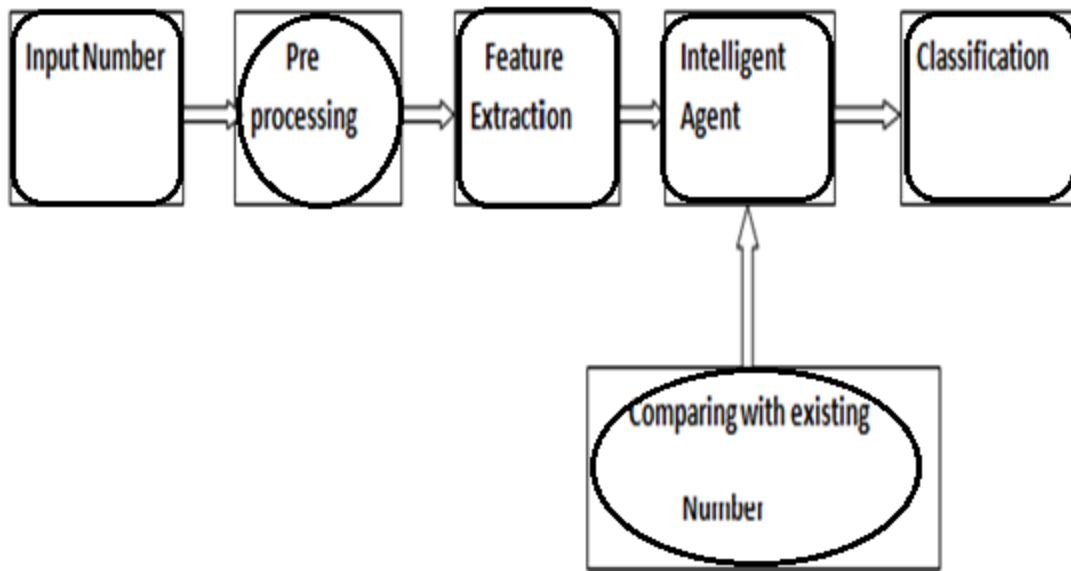 Input Number
Pre
processing
Feature
Extraction
Intelligent
Agent
Classification
Comparing with existing
Number